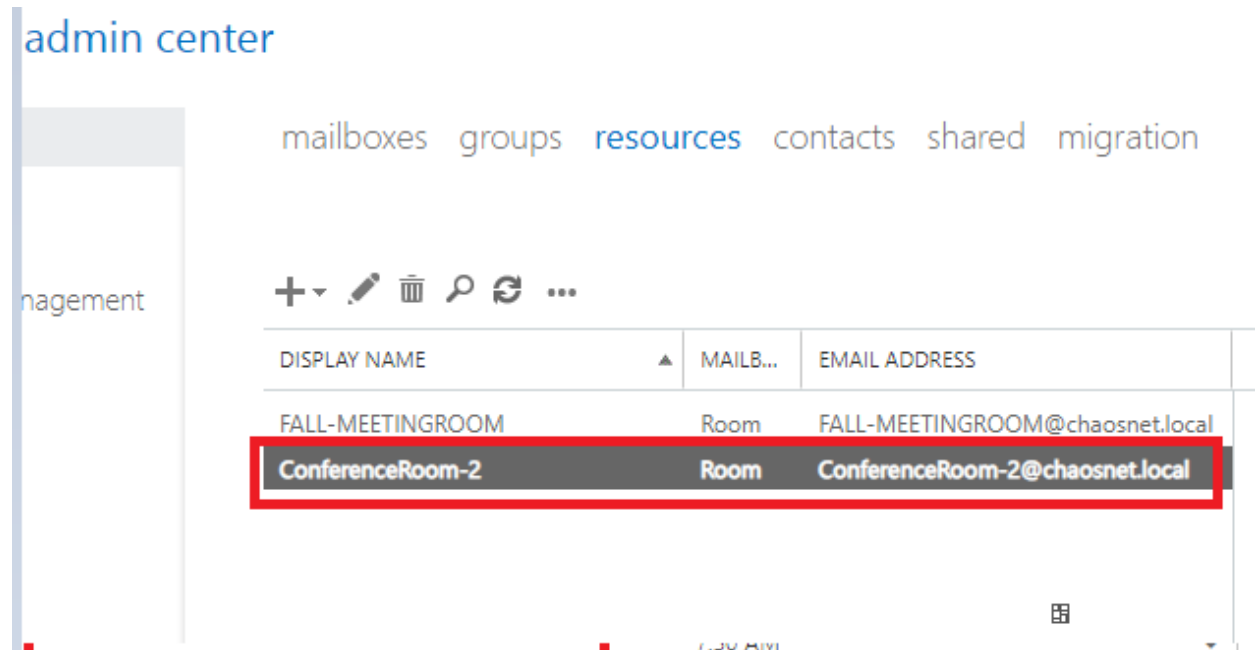 admin center
mailboxes groups resources contacts shared migration
nagement
DISPLAY NAME MAILB... EMAIL ADDRESS
FALL-MEETINGROOM Room FALL-MEETINGROOM@chaosnet.local
ConferenceRoom-2 Room ConferenceRoom-2@chaosnet.local